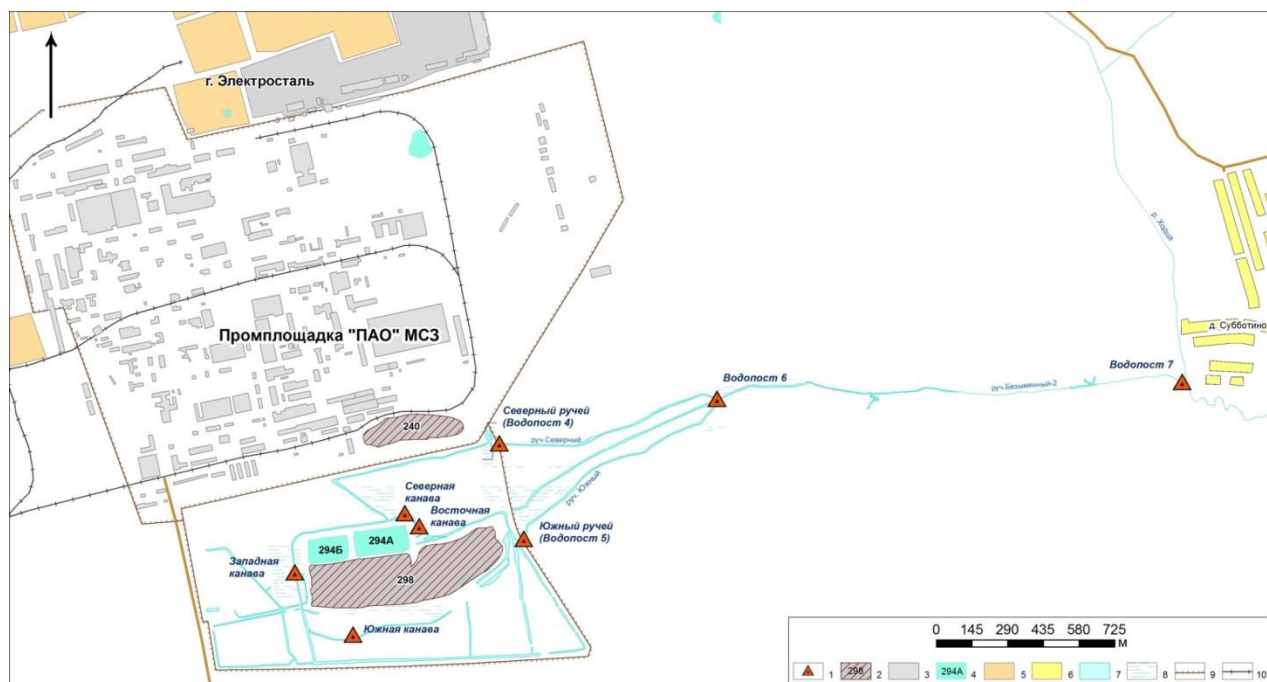 г. Электросталь
р. Ходца
Промплощадка "ПАО" МСЗ
д. Субботино
Водопост 7
Водопост 6
руч.Безымянный-2
Северный ручей
(Водопост 4)
240
руч.Северный
руч. Южный
Северная
канава
Восточная
канава
Южный ручей
(Водопост 5)
294Б
294А
Западная
канава
298
Южная канава
0 145 290 435 580 725
М
1 298 2 3 294А 4 5 6 7 8 9 10